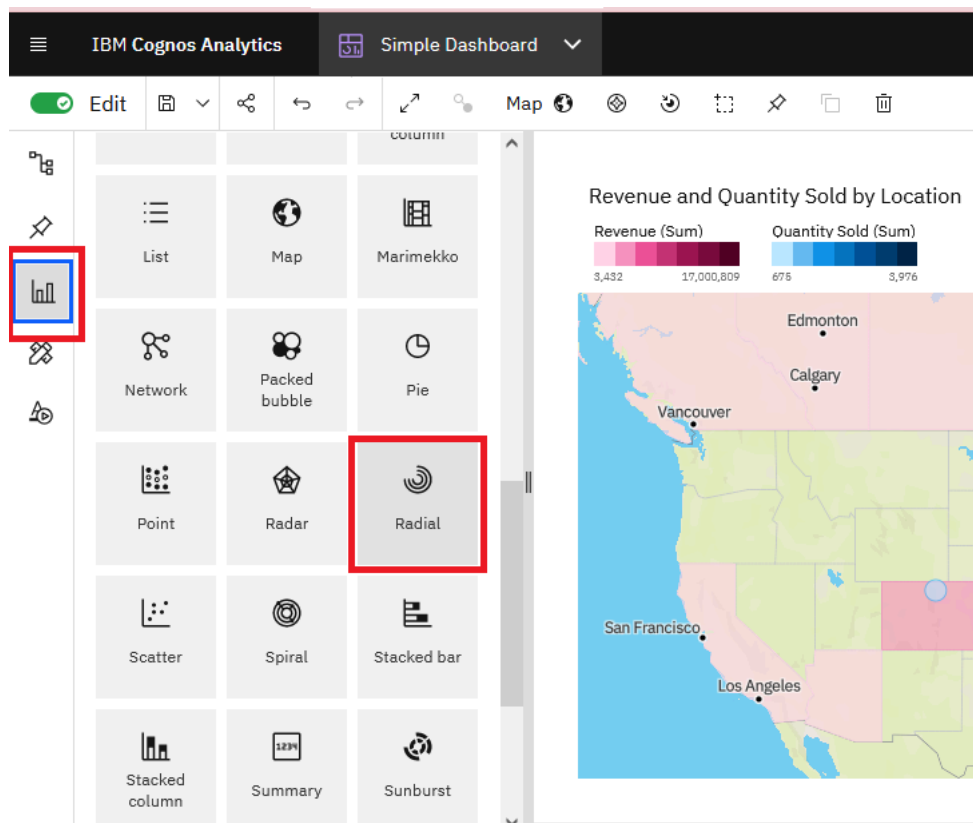 IBM Cognos Analytics
Simple Dashboard
Edit
Map
column
List
Map
Marimekko
Network
Packed
bubble
Pie
Point
Radar
Radial
Scatter
Spiral
Stacked bar
Stacked
column
1234
Summary
Sunburst
Revenue and Quantity Sold by Location
Revenue (Sum)
Quantity Sold (Sum)
3,432
17,000,809
675
3,976
Edmonton
Calgary
Vancouver
San Francisco
Los Angeles